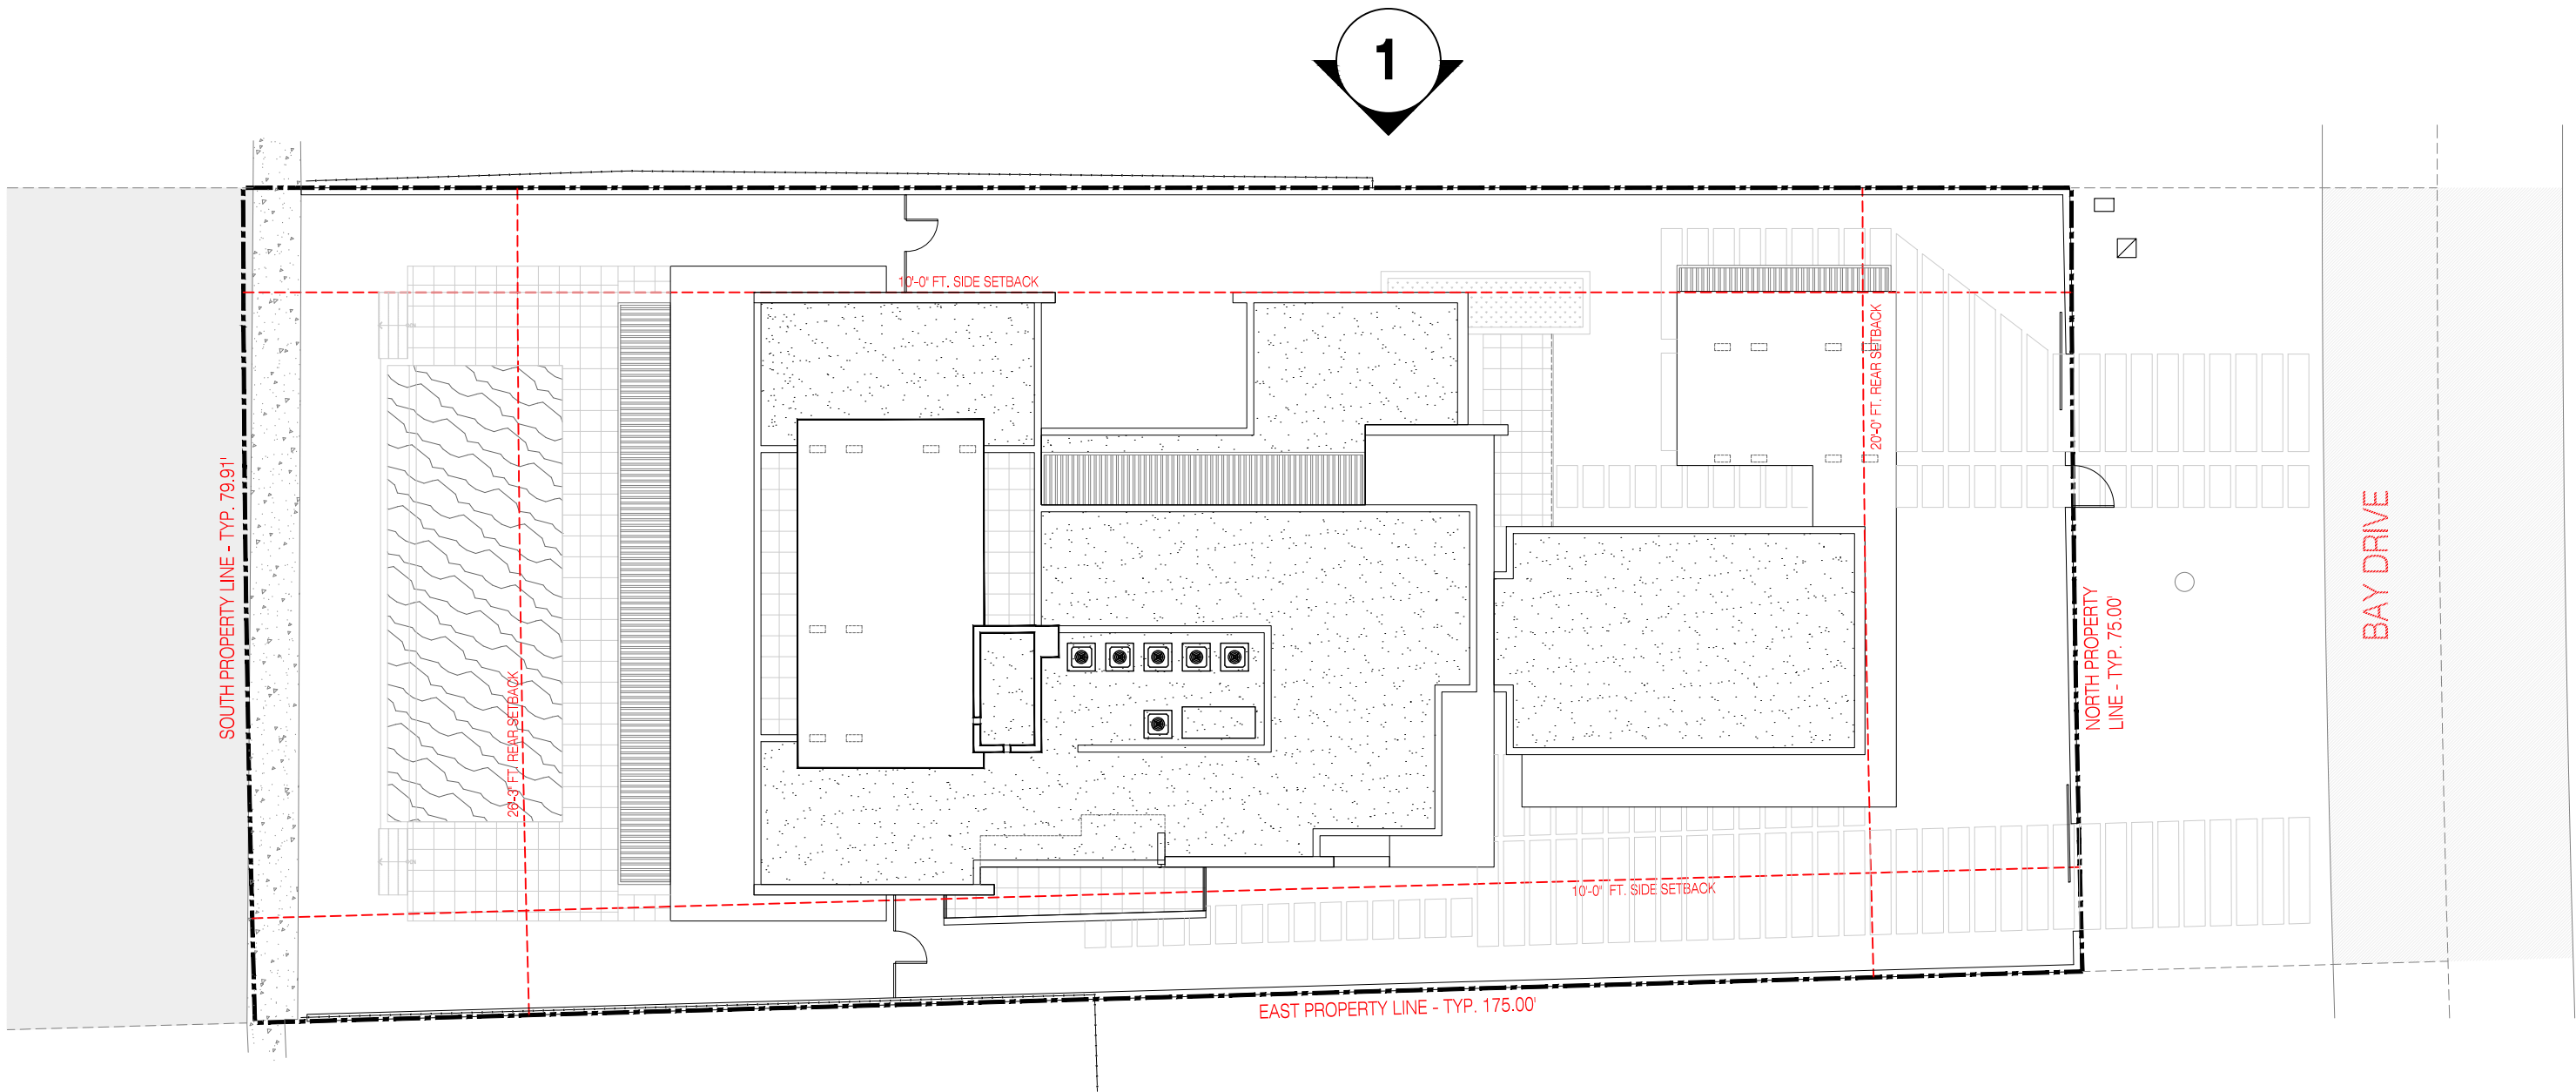 1
10'-0" FT. SIDE SETBACK
20'-0" FT. REAR SETBACK
SOUTH PROPERTY LINE - TYP. 79.91'
BAY DRIVE
NORTH PROPERTY
LINE - TYP. 75.00'
26'-3" FT. REAR SETBACK
10'-0" FT. SIDE SETBACK
EAST PROPERTY LINE - TYP. 175.00'